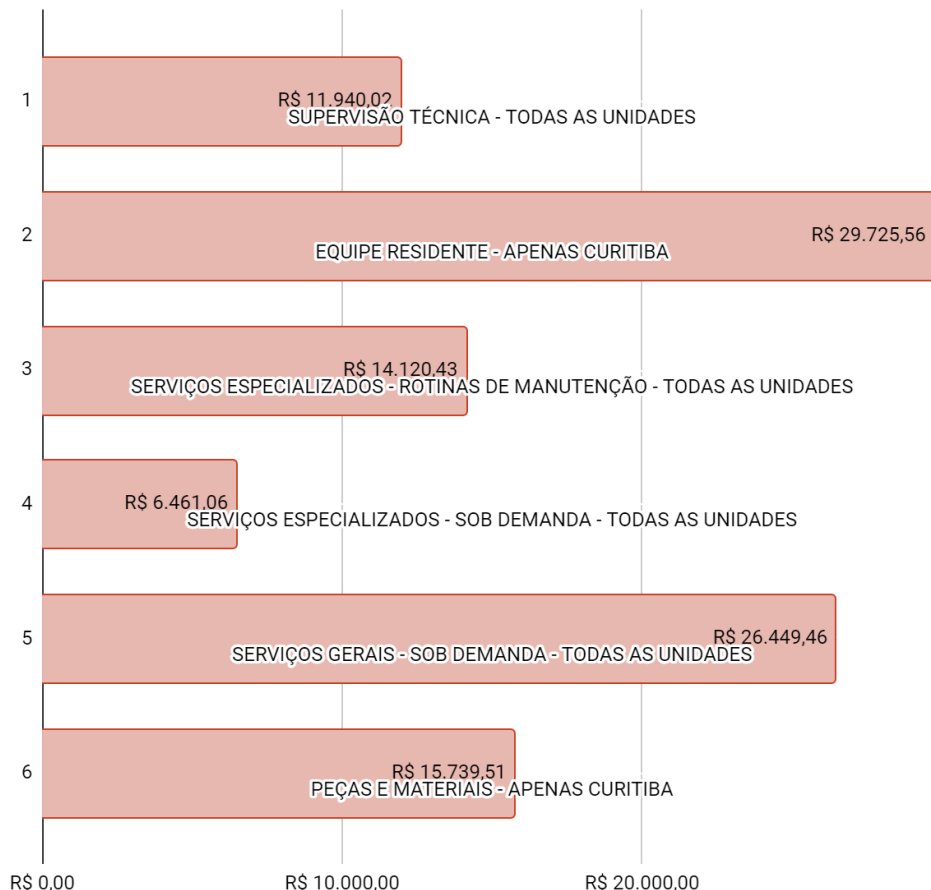 1
R$ 11.940,02
SUPERVISÃO TÉCNICA - TODAS AS UNIDADES
2
R$ 29.725,56
EQUIPE RESIDENTE - APENAS CURITIBA
3
R$ 14.120,43
SERVIÇOS ESPECIALIZADOS - ROTINAS DE MANUTENÇÃO - TODAS AS UNIDADES
4
R$ 6.461,06
SERVIÇOS ESPECIALIZADOS - SOB DEMANDA - TODAS AS UNIDADES
5
R$ 26.449,46
SERVIÇOS GERAIS - SOB DEMANDA - TODAS AS UNIDADES
6
R$ 15.739,51
PEÇAS E MATERIAIS - APENAS CURITIBA
R$ 0,00
R$ 10.000,00
R$ 20.000,00